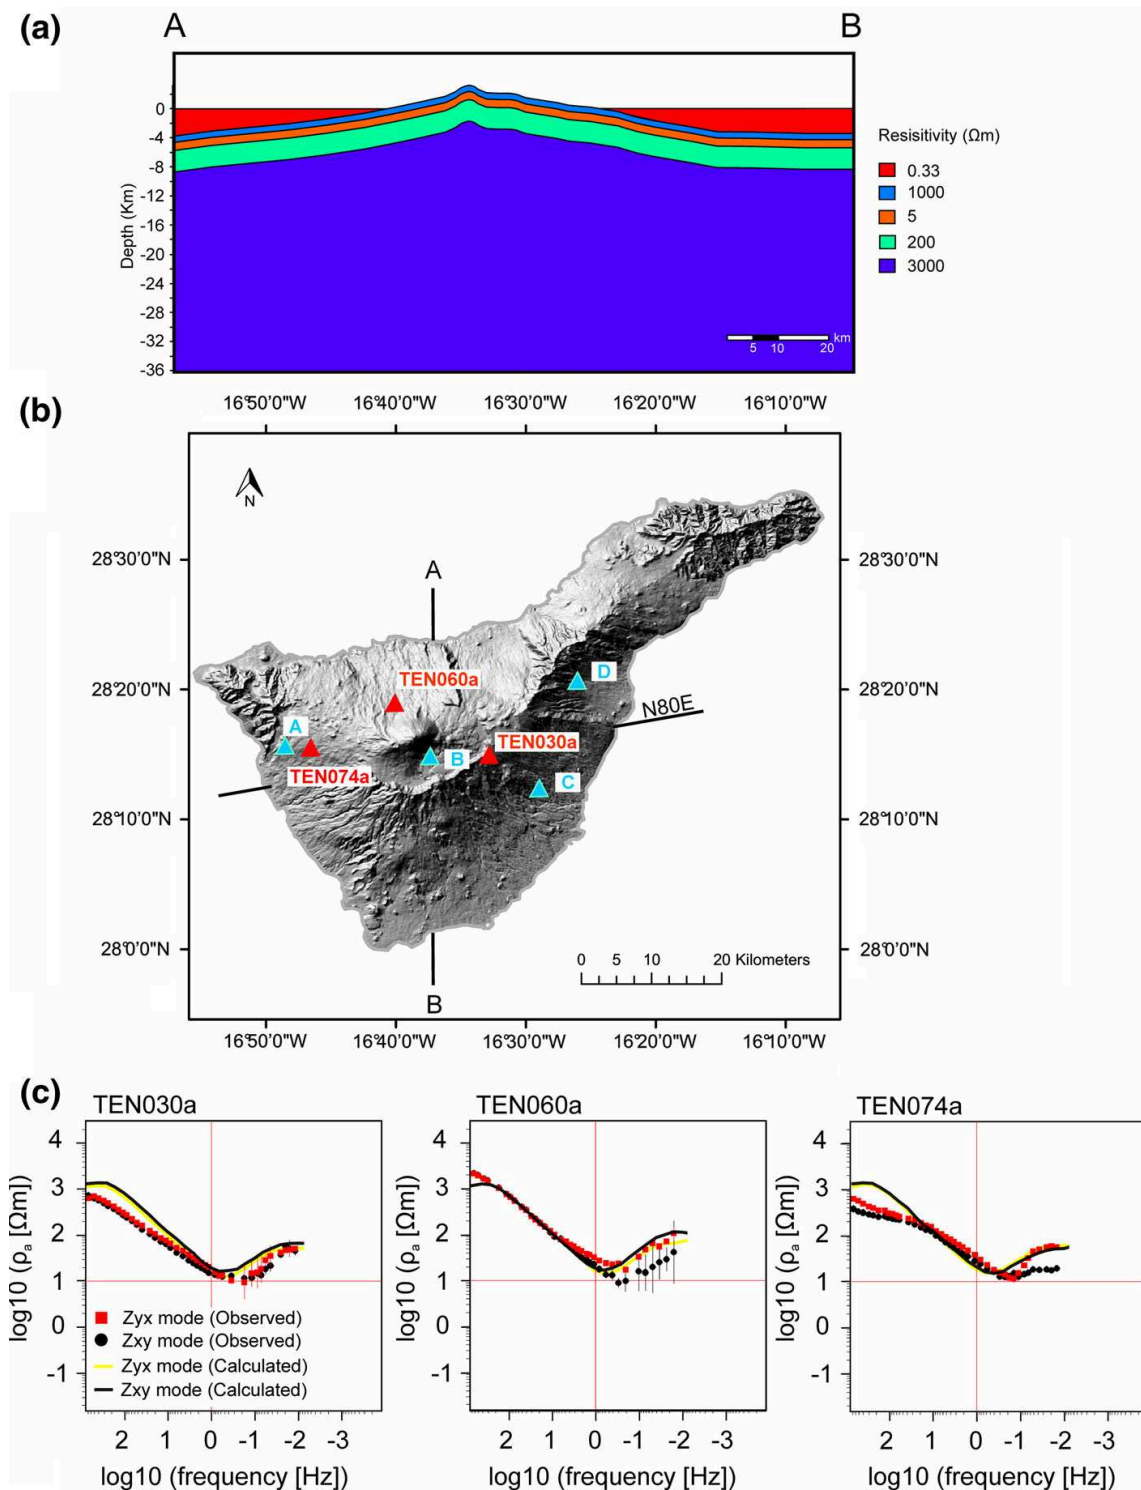 (a)
A B
0
-4
-8
-12
-16
-20
-24
-28
-32
-36
Depth (Km)
Resisitivity (Ωm)
0.33
1000
5
200
3000
km
5 10 20
(b)
16°50'0"W 16°40'0"W 16°30'0"W 16°20'0"W 16°10'0"W
N
28°30'0"N 28°30'0"N
A
D
TEN060a
28°20'0"N 28°20'0"N
N80E
A
TEN030a
B
TEN074a
C
28°10'0"N 28°10'0"N
28°0'0"N 28°0'0"N
0 5 10 20 Kilometers
B
16°50'0"W 16°40'0"W 16°30'0"W 16°20'0"W 16°10'0"W
(c)
TEN030a TEN060a TEN074a
4 4 4
3 3 3
2 2 2
1 1 1
0 0 0
-1 -1 -1
log10 (ρa [Ωm]) log10 (ρa [Ωm]) log10 (ρa [Ωm])
Zyx mode (Observed)
Zxy mode (Observed)
Zyx mode (Calculated)
Zxy mode (Calculated)
2 1 0 -1 -2 -3 2 1 0 -1 -2 -3 2 1 0 -1 -2 -3
log10 (frequency [Hz]) log10 (frequency [Hz]) log10 (frequency [Hz])